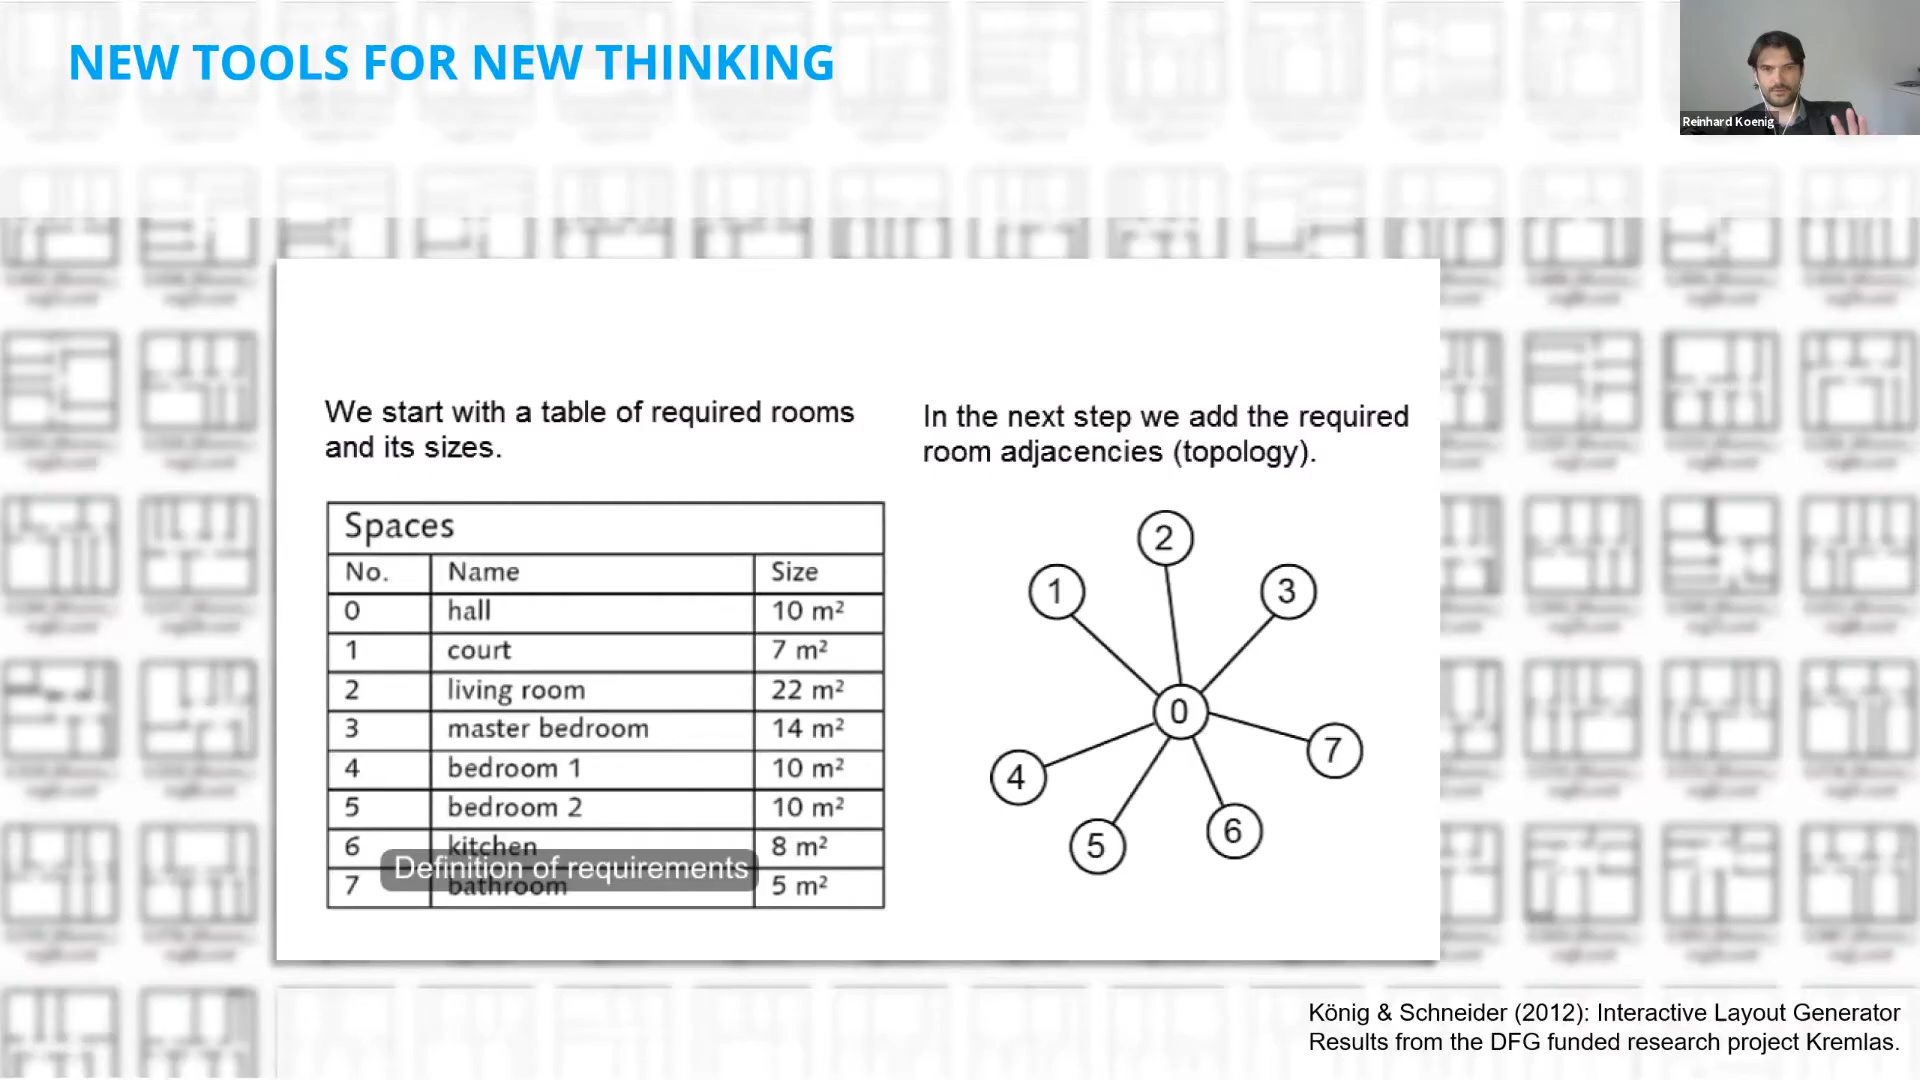 NEW TOOLS FOR NEW THINKING
Reinhard Koenig
We start with a table of required rooms
and its sizes.
Spaces
No. Name Size
0 hall 10 m²
1 court 7 m²
2 living room 22 m²
3 master bedroom 14 m²
4 bedroom 1 10 m²
5 bedroom 2 10 m²
6 kitchen 8 m²
Definition of requirements
7 bathroom 5 m²
In the next step we add the required
room adjacencies (topology).
2
1
3
0
7
4
6
5
König & Schneider (2012): Interactive Layout Generator
Results from the DFG funded research project Kremlas.